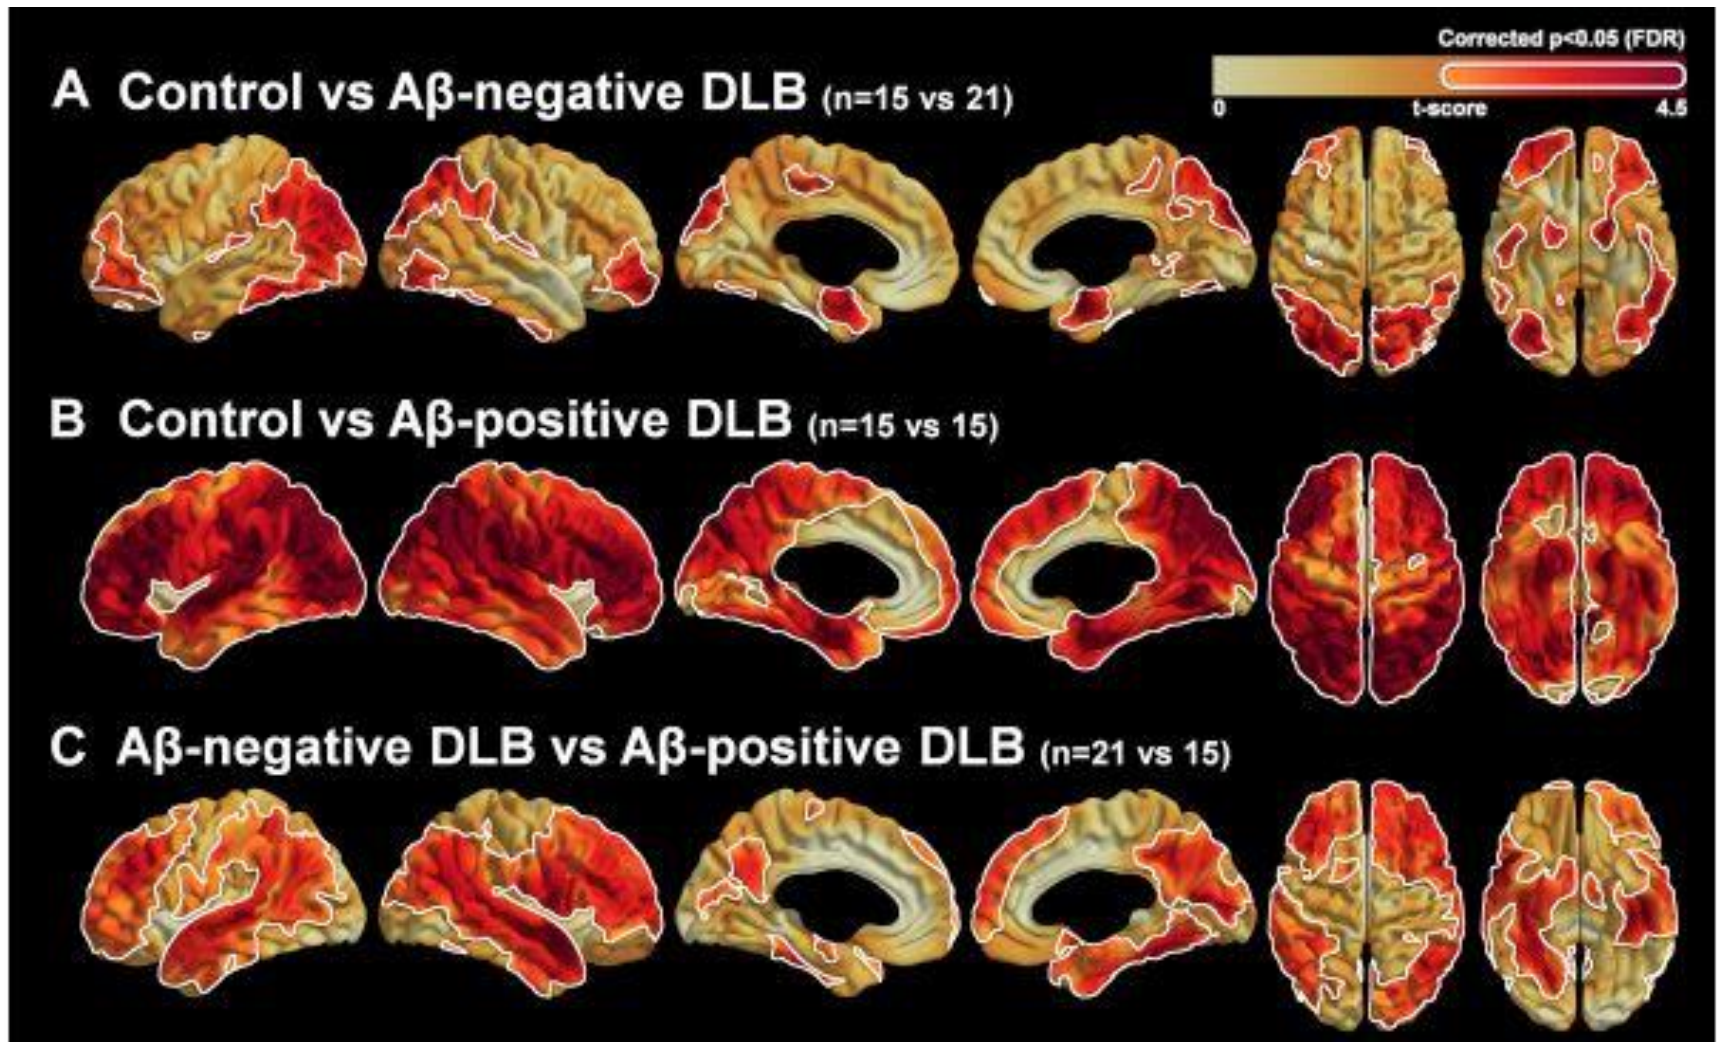 Corrected p<0.05 (FDR)
0 t-score 4.5
A Control vs Aβ-negative DLB (n=15 vs 21)
B Control vs Aβ-positive DLB (n=15 vs 15)
C Aβ-negative DLB vs Aβ-positive DLB (n=21 vs 15)